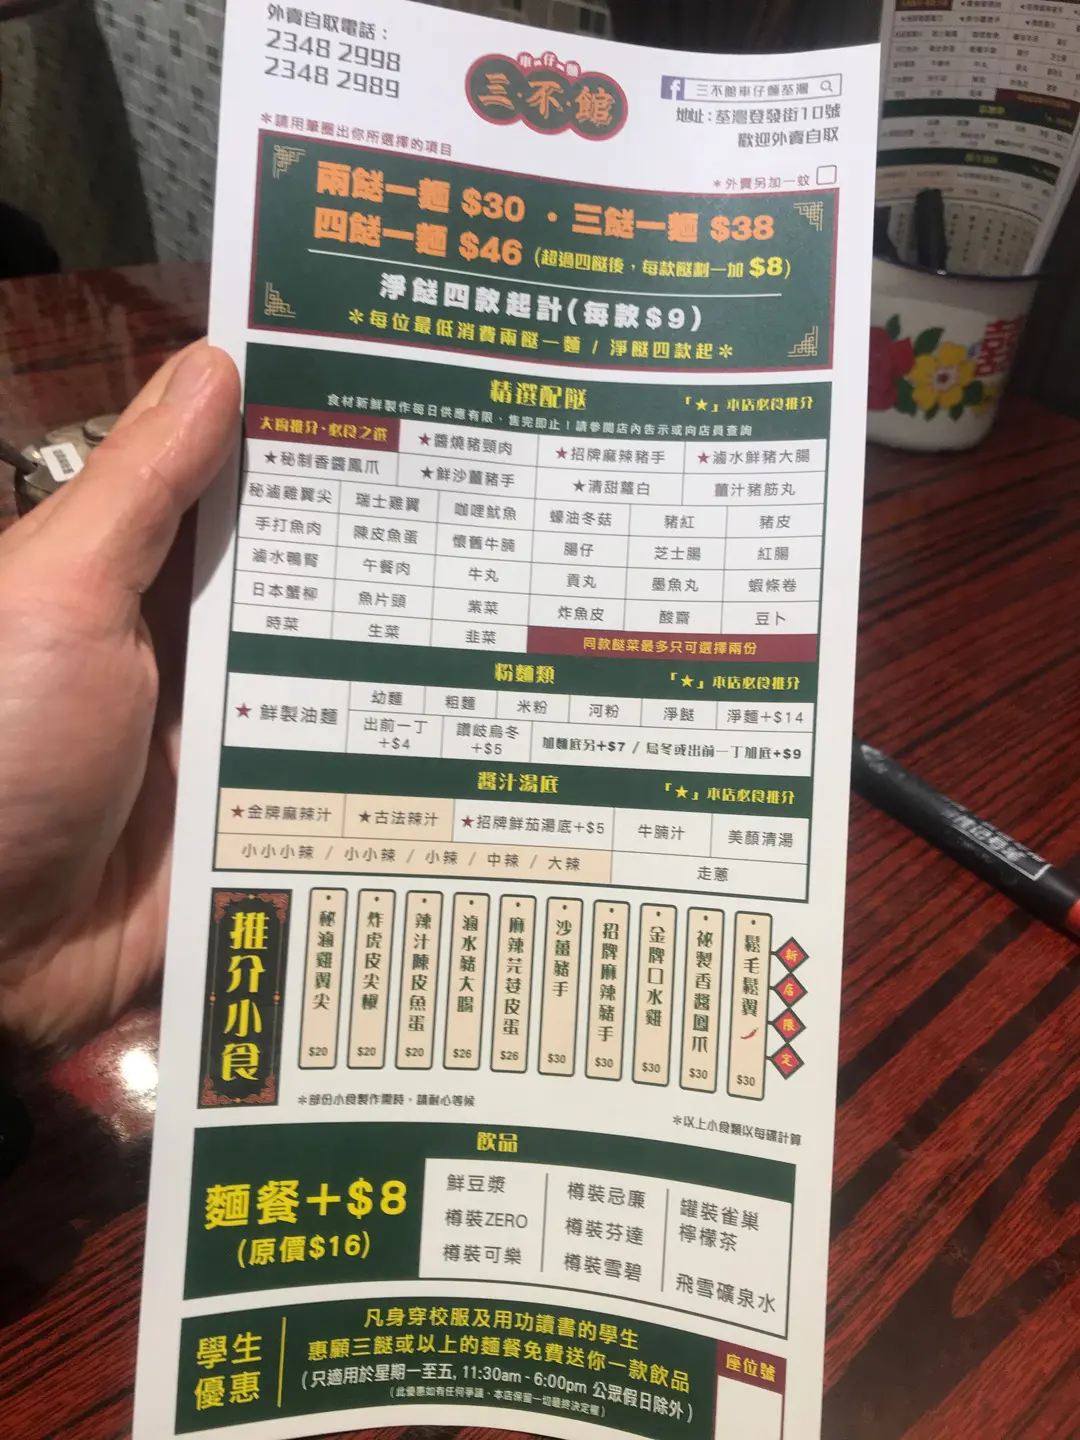 外賣自取電話：
2348 2998
2348 2989
車仔麵
三不館
f 三不館車仔麵荃灣
地址：荃灣登發街10號
歡迎外賣自取
＊請用筆圈出你所選擇的項目
＊外賣另加一蚊
兩餸一麵 $30 · 三餸一麵 $38
四餸一麵 $46 (超過四餸後，每款餸劃一加 $8)
淨餸四款起計(每款$9)
＊每位最低消費兩餸一麵 / 淨餸四款起＊
精選配餸 「★」本店必食推介
食材新鮮製作每日供應有限、售完即止！請參閱店內告示或向店員查詢
大廚推介、必食之選 ★醬燒豬頸肉 ★招牌麻辣豬手 ★滷水鮮豬大腸
★秘制香醬鳳爪 ★鮮沙薑豬手 ★清甜蘿白 薑汁豬筋丸
秘滷雞翼尖 瑞士雞翼 咖哩魷魚 蠔油冬菇 豬紅 豬皮
手打魚肉 陳皮魚蛋 懷舊牛腩 腸仔 芝士腸 紅腸
滷水鴨腎 午餐肉 牛丸 貢丸 墨魚丸 蝦條卷
日本蟹柳 魚片頭 紫菜 炸魚皮 酸齋 豆卜
時菜 生菜 韭菜 同款餸菜最多只可選擇兩份
粉麵類 「★」本店必食推介
★ 鮮製油麵 幼麵 粗麵 米粉 河粉 淨餸 淨麵+$14
出前一丁+$4 讚岐烏冬+$5 加麵底另+$7 / 烏冬或出前一丁加底+$9
醬汁湯底 「★」本店必食推介
★金牌麻辣汁 ★古法辣汁 ★招牌鮮茄湯底+$5 牛腩汁 美顏清湯
小小小辣 / 小小辣 / 小辣 / 中辣 / 大辣 走蔥
推介小食
秘滷雞翼尖 $20
炸虎皮尖椒 $20
辣汁陳皮魚蛋 $20
滷水豬大腸 $26
麻辣芫荽皮蛋 $26
沙薑豬手 $30
招牌麻辣豬手 $30
金牌口水雞 $30
祕製香醬鳳爪 $30
鬆毛鬆翼 $30
新店限定
＊部份小食製作需時，請耐心等候
＊以上小食類以每碟計算
飲品
麵餐+$8
(原價$16)
鮮豆漿 樽裝忌廉 罐裝雀巢檸檬茶
樽裝ZERO 樽裝芬達
樽裝可樂 樽裝雪碧 飛雪礦泉水
學生優惠
凡身穿校服及用功讀書的學生
惠顧三餸或以上的麵餐免費送你一款飲品
(只適用於星期一至五, 11:30am - 6:00pm 公眾假日除外)
(此優惠如有任何爭議，本店保留一切最終決定權)
座位號
囍